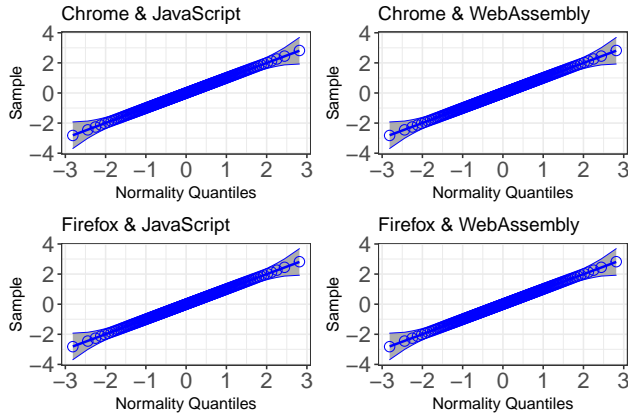 Chrome & JavaScript
Chrome & WebAssembly
Sample
4
2
0
−2
−4
−3 −2 −1 0 1 2 3
Normality Quantiles
Sample
4
2
0
−2
−4
−3 −2 −1 0 1 2 3
Normality Quantiles
Firefox & JavaScript
Firefox & WebAssembly
Sample
4
2
0
−2
−4
−3 −2 −1 0 1 2 3
Normality Quantiles
Sample
4
2
0
−2
−4
−3 −2 −1 0 1 2 3
Normality Quantiles